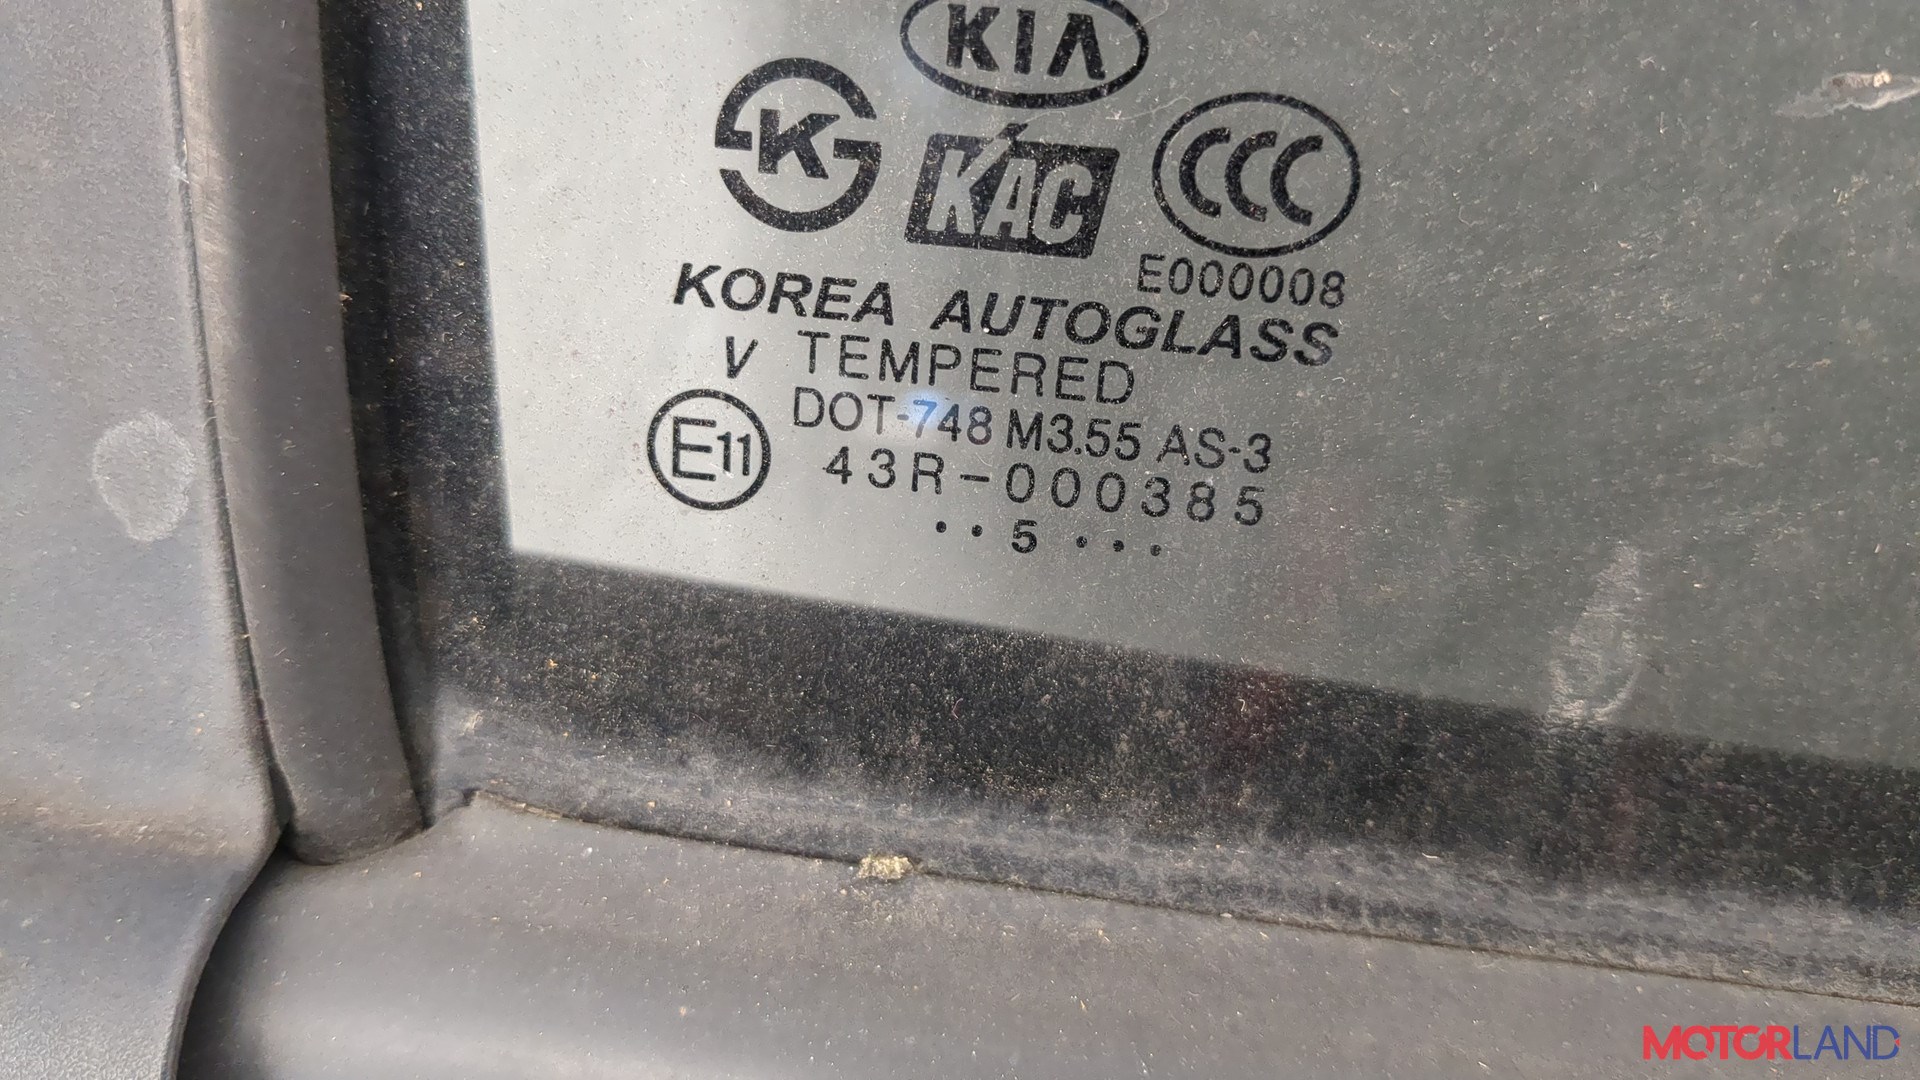 KIA
K
KAC
CCC
E000008
KOREA AUTOGLASS
V TEMPERED
DOT-748 M3.55 AS-3
E11
43R-000385
..5...
MOTORLAND